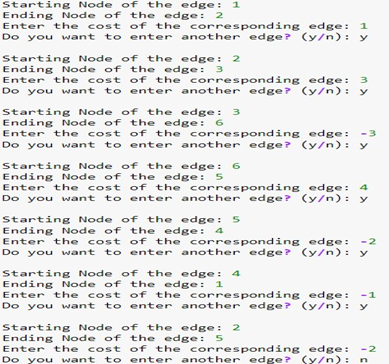 Starting Node of the edge: 1
Ending Node of the edge: 2
Enter the cost of the corresponding edge: 1
Do you want to enter another edge? (y/n): y
Starting Node of the edge: 2
Ending Node of the edge: 3
Enter the cost of the corresponding edge: 3
Do you want to enter another edge? (y/n): y
Starting Node of the edge: 3
Ending Node of the edge: 6
Enter the cost of the corresponding edge: -3
Do you want to enter another edge? (y/n): y
Starting Node of the edge: 6
Ending Node of the edge: 5
Enter the cost of the corresponding edge: 4
Do you want to enter another edge? (y/n): y
Starting Node of the edge: 5
Ending Node of the edge: 4
Enter the cost of the corresponding edge: -2
Do you want to enter another edge? (y/n): y
Starting Node of the edge: 4
Ending Node of the edge: 1
Enter the cost of the corresponding edge: -1
Do you want to enter another edge? (y/n): y
Starting Node of the edge: 2
Ending Node of the edge: 5
Enter the cost of the corresponding edge: -2
Do you want to enter another edge? (y/n): n